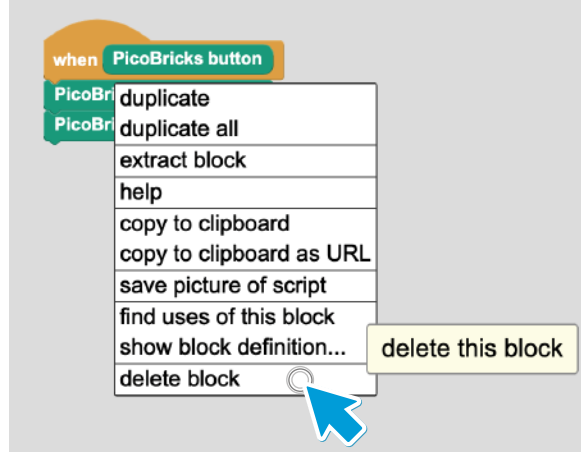 when PicoBricks button
PicoBri
PicoBri
duplicate
duplicate all
extract block
help
copy to clipboard
copy to clipboard as URL
save picture of script
find uses of this block
show block definition...
delete block
delete this block